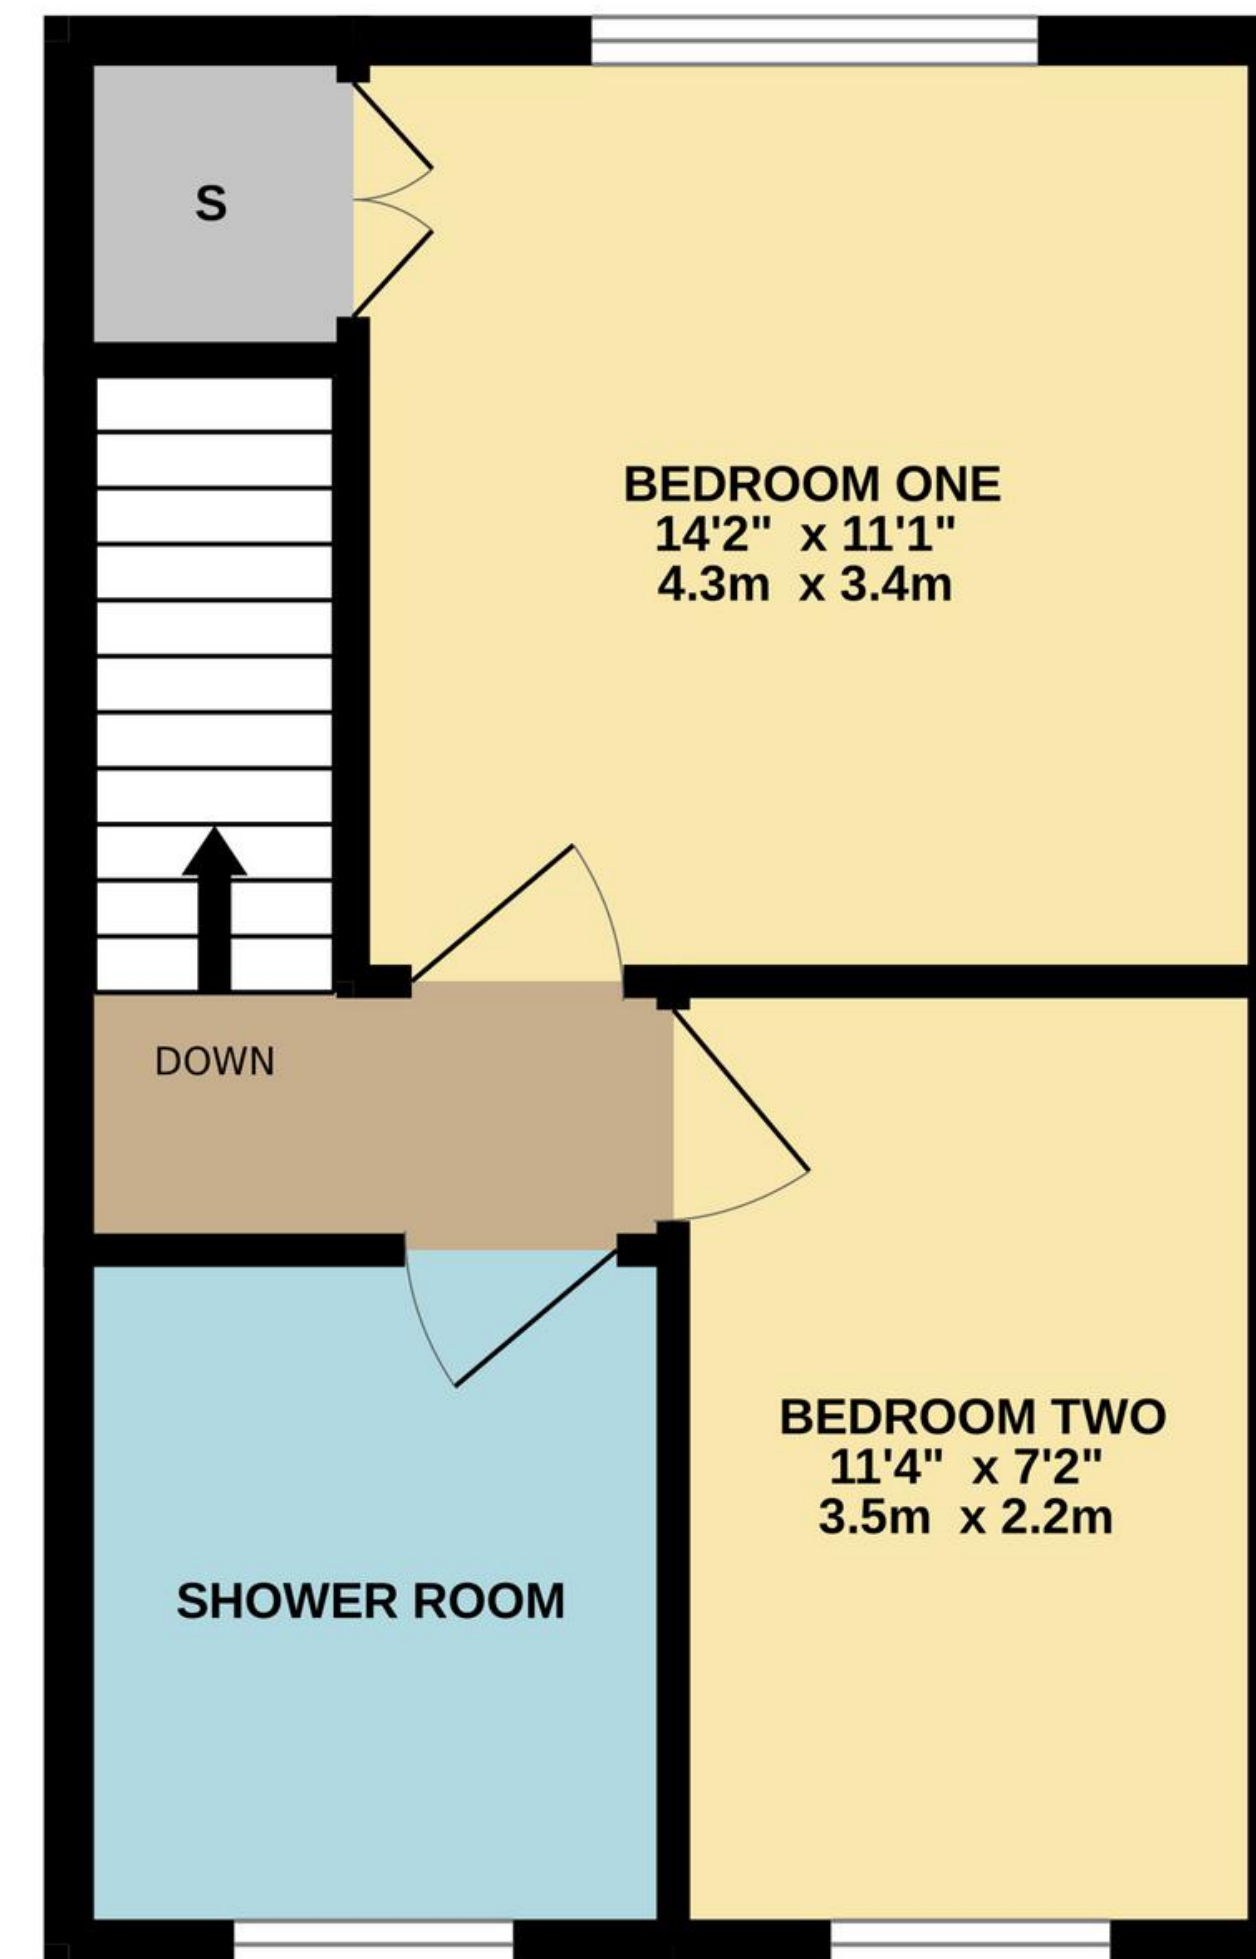 S
BEDROOM ONE
14'2" x 11'1"
4.3m x 3.4m
DOWN
BEDROOM TWO
11'4" x 7'2"
3.5m x 2.2m
SHOWER ROOM